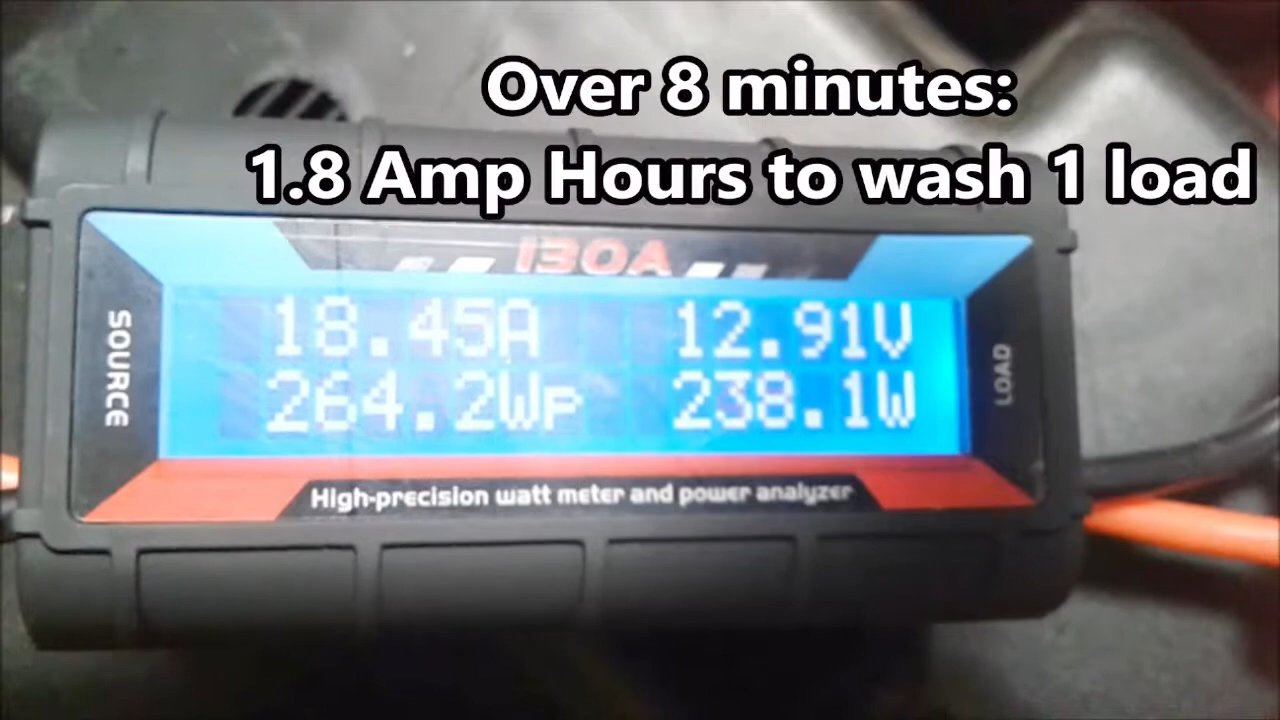 Over 8 minutes:
1.8 Amp Hours to wash 1 load
130A
SOURCE
18.45A 12.91V
264.2Wp 238.1W
LOAD
High-precision watt meter and power analyzer